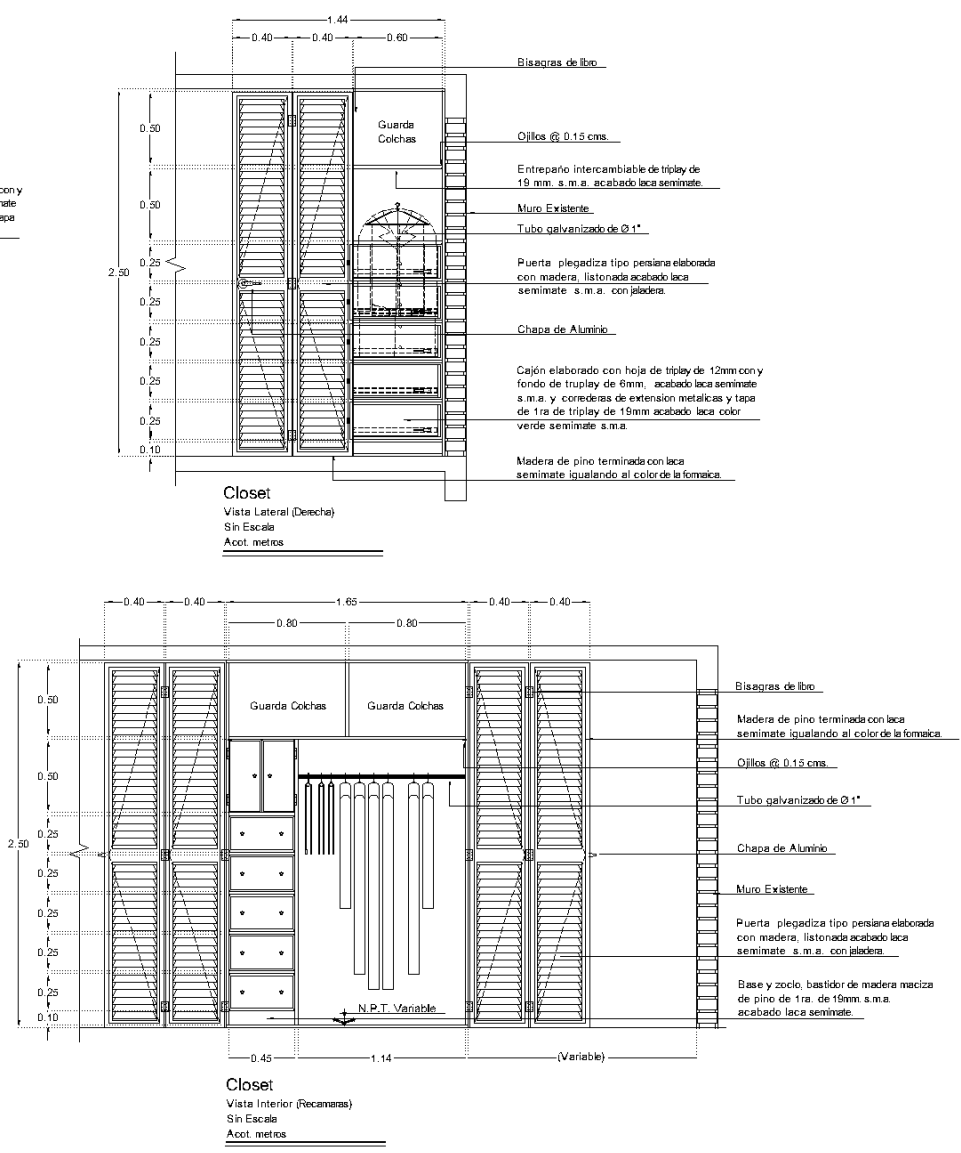 1.44
0.40 0.40 0.60
Bisagras de libro
Guarda
Colchas
Ojillos @ 0.15 cms.
Entrepaño intercambiable de triplay de
19 mm. s.m.a. acabado laca semimate.
Muro Existente
Tubo galvanizado de Ø 1"
Puerta plegadiza tipo persiana elaborada
con madera, listonada acabado laca
semimate s.m.a. con jaladera.
Chapa de Aluminio
Cajón elaborado con hoja de triplay de 12mm con y
fondo de truplay de 6mm, acabado laca semimate
s.m.a. y correderas de extension metalicas y tapa
de 1ra de triplay de 19mm acabado laca color
verde semimate s.m.a.
Madera de pino terminada con laca
semimate igualando al color de la formaica.
con y
mate
apa
2.50
0.50
0.50
0.25
0.25
0.25
0.25
0.25
0.10
Closet
Vista Lateral (Derecha)
Sin Escala
Acot. metros
0.40 0.40 1.65 0.40 0.40
0.80 0.80
Guarda Colchas Guarda Colchas
Bisagras de libro
Madera de pino terminada con laca
semimate igualando al color de la formaica.
Ojillos @ 0.15 cms.
Tubo galvanizado de Ø 1"
Chapa de Aluminio
Muro Existente
Puerta plegadiza tipo persiana elaborada
con madera, listonada acabado laca
semimate s.m.a. con jaladera.
Base y zoclo, bastidor de madera maciza
de pino de 1ra. de 19mm. s.m.a.
acabado laca semimate.
2.50
0.50
0.50
0.25
0.25
0.25
0.25
0.25
0.10
N.P.T. Variable
0.45 1.14 (Variable)
Closet
Vista Interior (Recamaras)
Sin Escala
Acot. metros